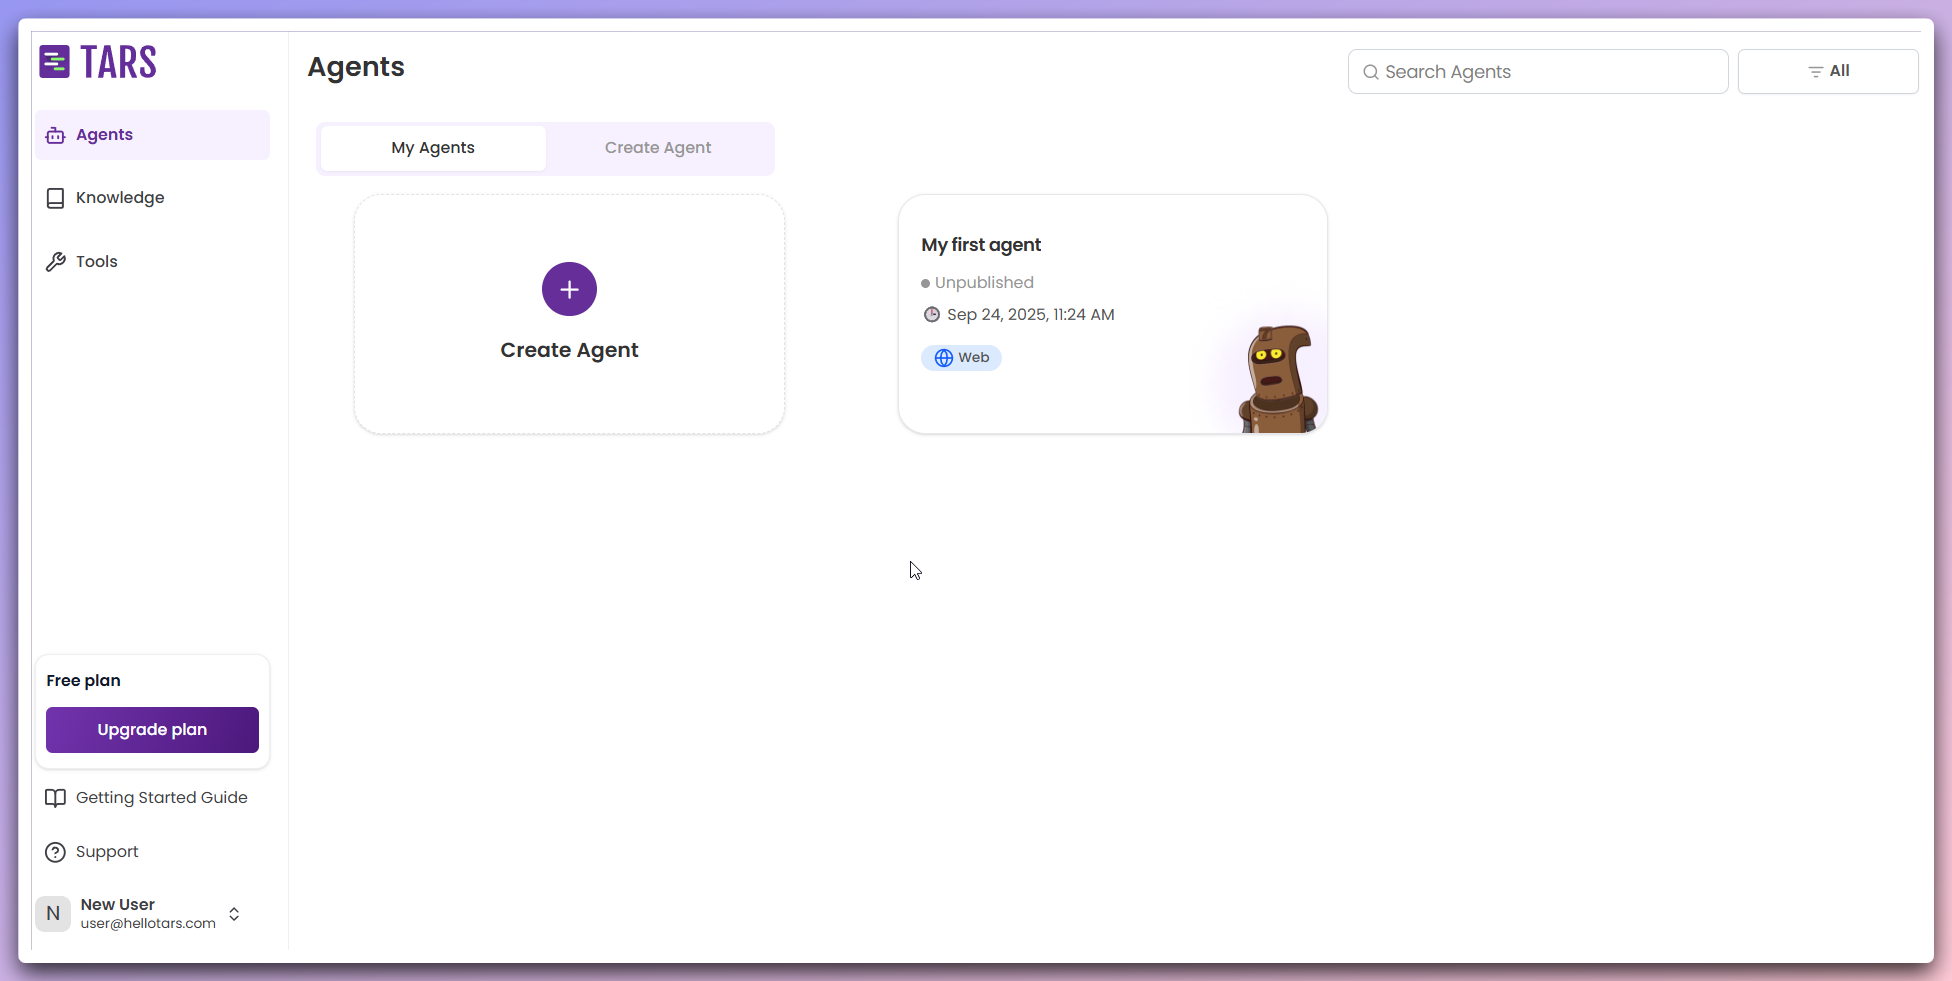 TARS
Agents
Knowledge
Tools
Free plan
Upgrade plan
Getting Started Guide
Support
N
New User
user@hellotars.com
Agents
Search Agents
All
My Agents
Create Agent
Create Agent
My first agent
Unpublished
Sep 24, 2025, 11:24 AM
Web